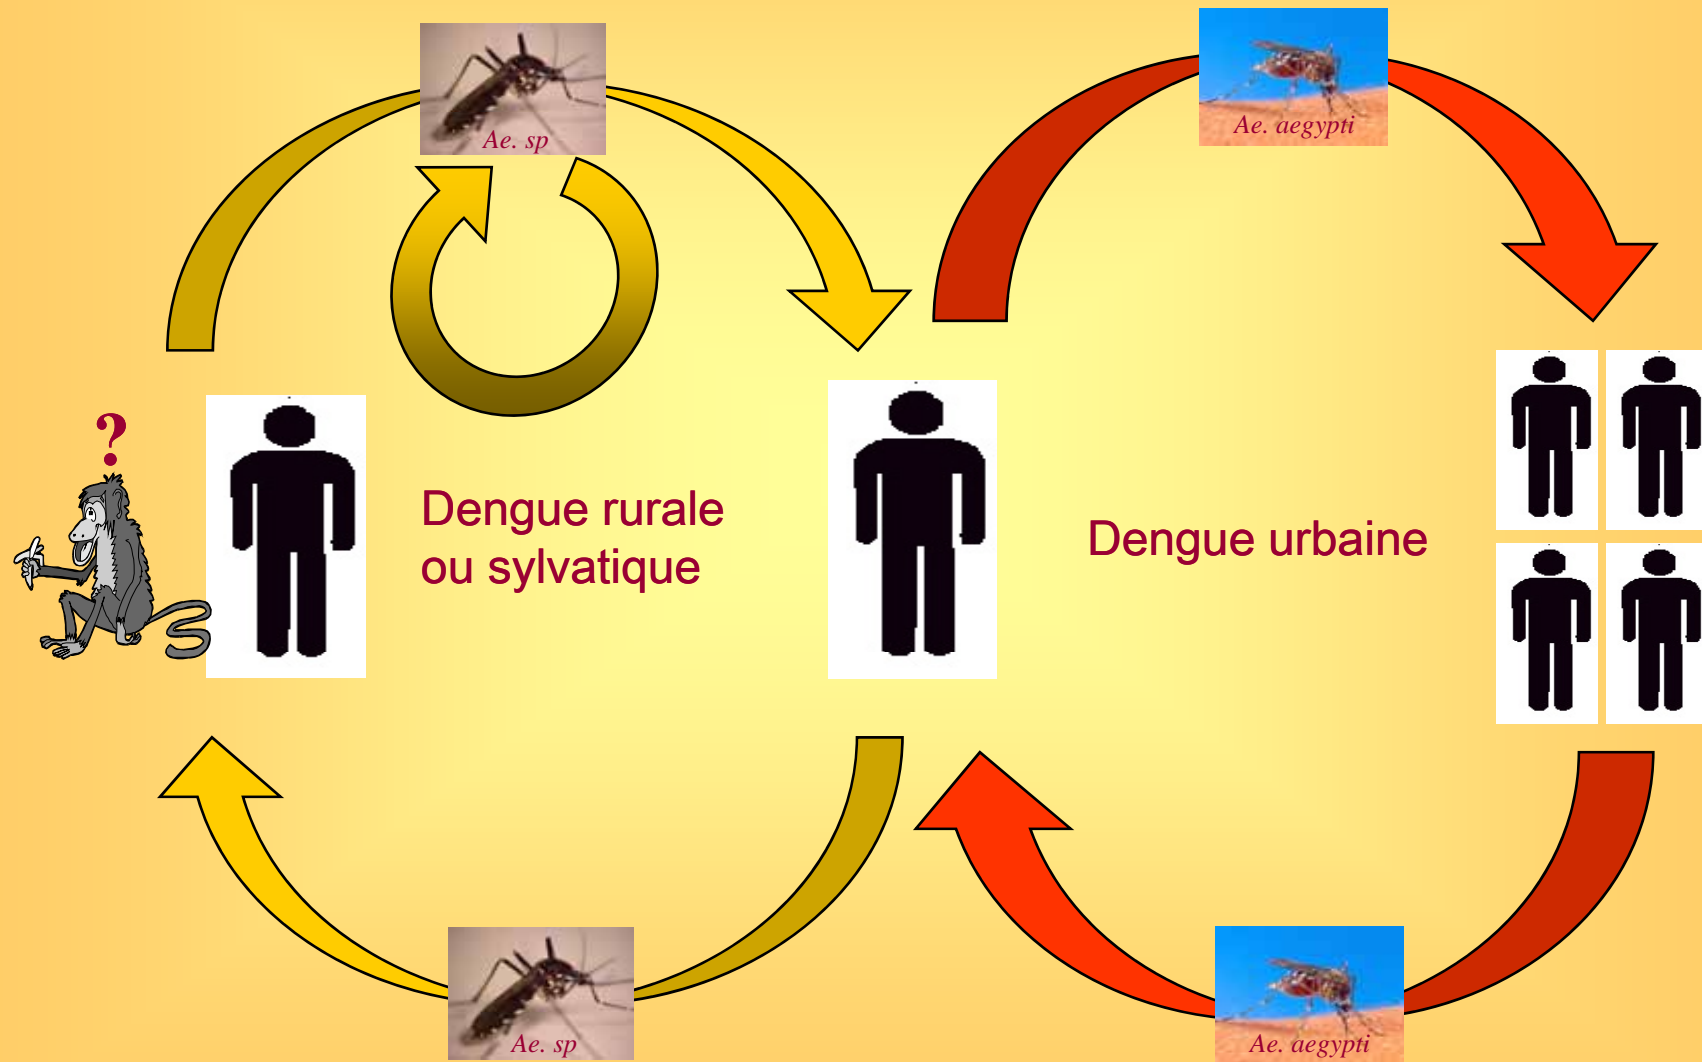 Ae. sp
Ae. aegypti
?
Dengue rurale
ou sylvatique
Dengue urbaine
Ae. sp
Ae. aegypti